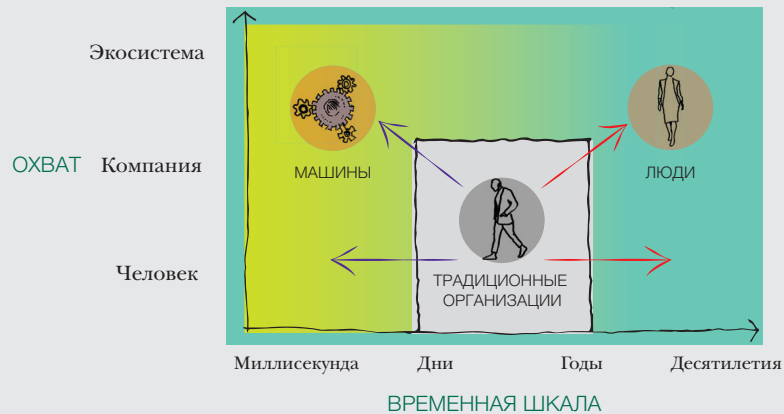 Экосистема
МАШИНЫ
ЛЮДИ
ОХВАТ Компания
Человек
ТРАДИЦИОННЫЕ
ОРГАНИЗАЦИИ
Миллисекунда Дни Годы Десятилетия
ВРЕМЕННАЯ ШКАЛА